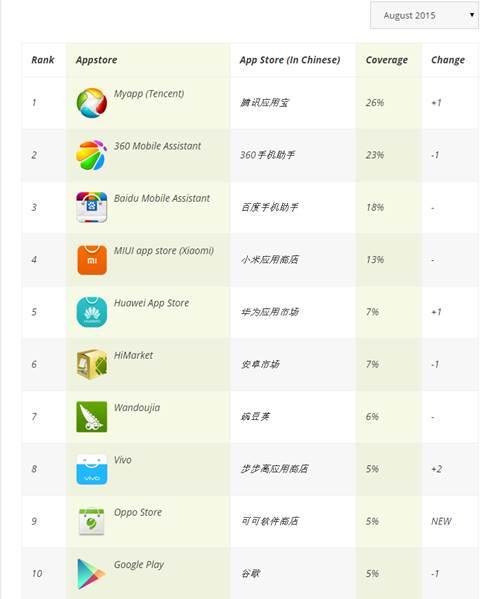 August 2015
Rank Appstore App Store (In Chinese) Coverage Change
1 Myapp (Tencent) 腾讯应用宝 26% +1
2 360 Mobile Assistant 360手机助手 23% -1
3 Baidu Mobile Assistant 百度手机助手 18% -
4 MIUI app store (Xiaomi) 小米应用商店 13% -
5 Huawei App Store 华为应用市场 7% +1
6 HiMarket 安卓市场 7% -1
7 Wandoujia 豌豆荚 6% -
8 Vivo 步步高应用商店 5% +2
9 Oppo Store 可可软件商店 5% NEW
10 Google Play 谷歌 5% -1